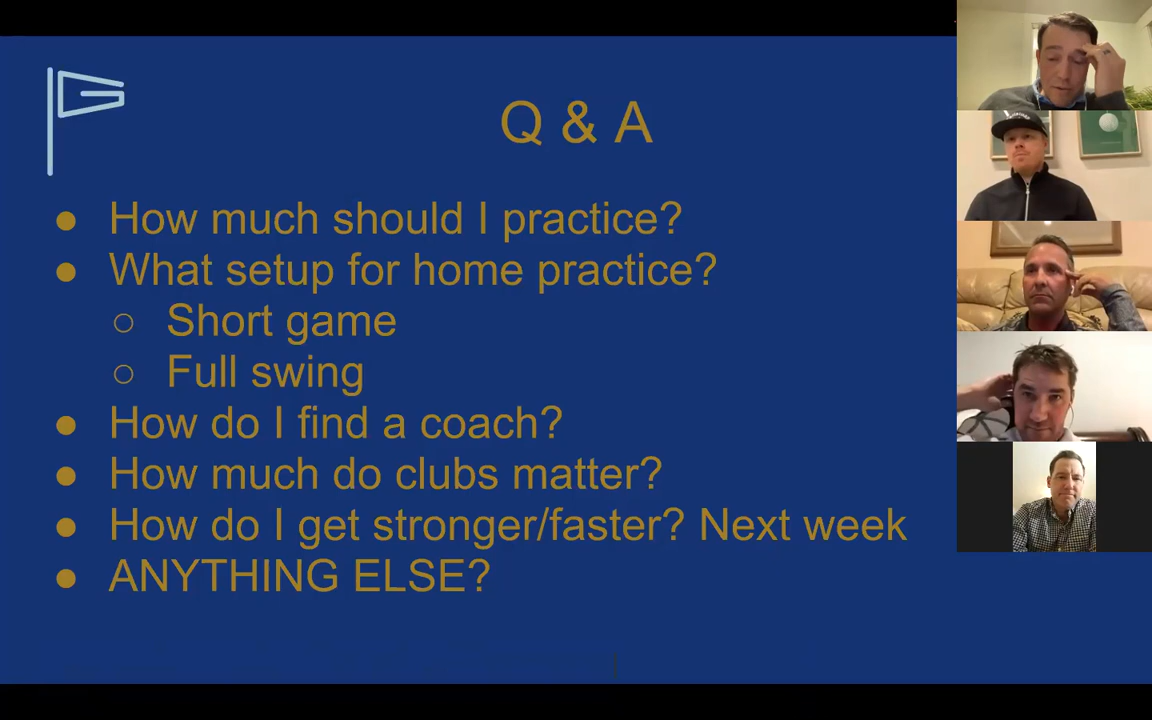 Q & A
● How much should I practice?
● What setup for home practice?
○ Short game
○ Full swing
● How do I find a coach?
● How much do clubs matter?
● How do I get stronger/faster? Next week
● ANYTHING ELSE?